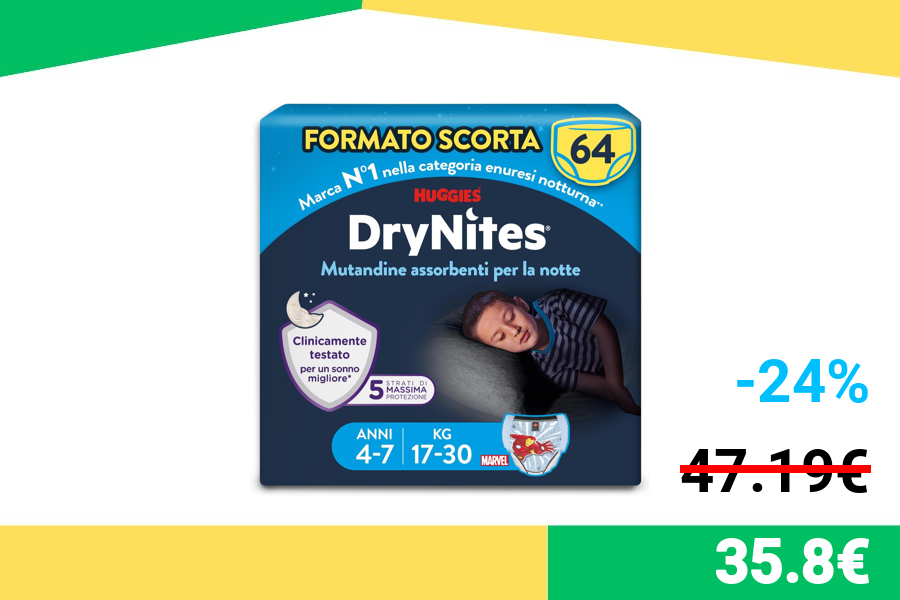 FORMATO SCORTA
64
Marca N°1 nella categoria enuresi notturna**
HUGGIES
DryNites®
Mutandine assorbenti per la notte
Clinicamente
testato
per un sonno
migliore*
5 STRATI DI
MASSIMA
PROTEZIONE
ANNI
4-7
KG
17-30
MARVEL
-24%
47.19€
35.8€